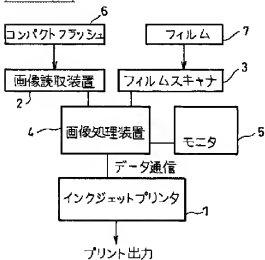 6
コンパクトフラッシュ
フィルム
7
画像読取装置
2
フィルムスキャナ
3
4
画像処理装置
モニタ
5
データ通信
インクジェットプリンタ
1
プリント出力